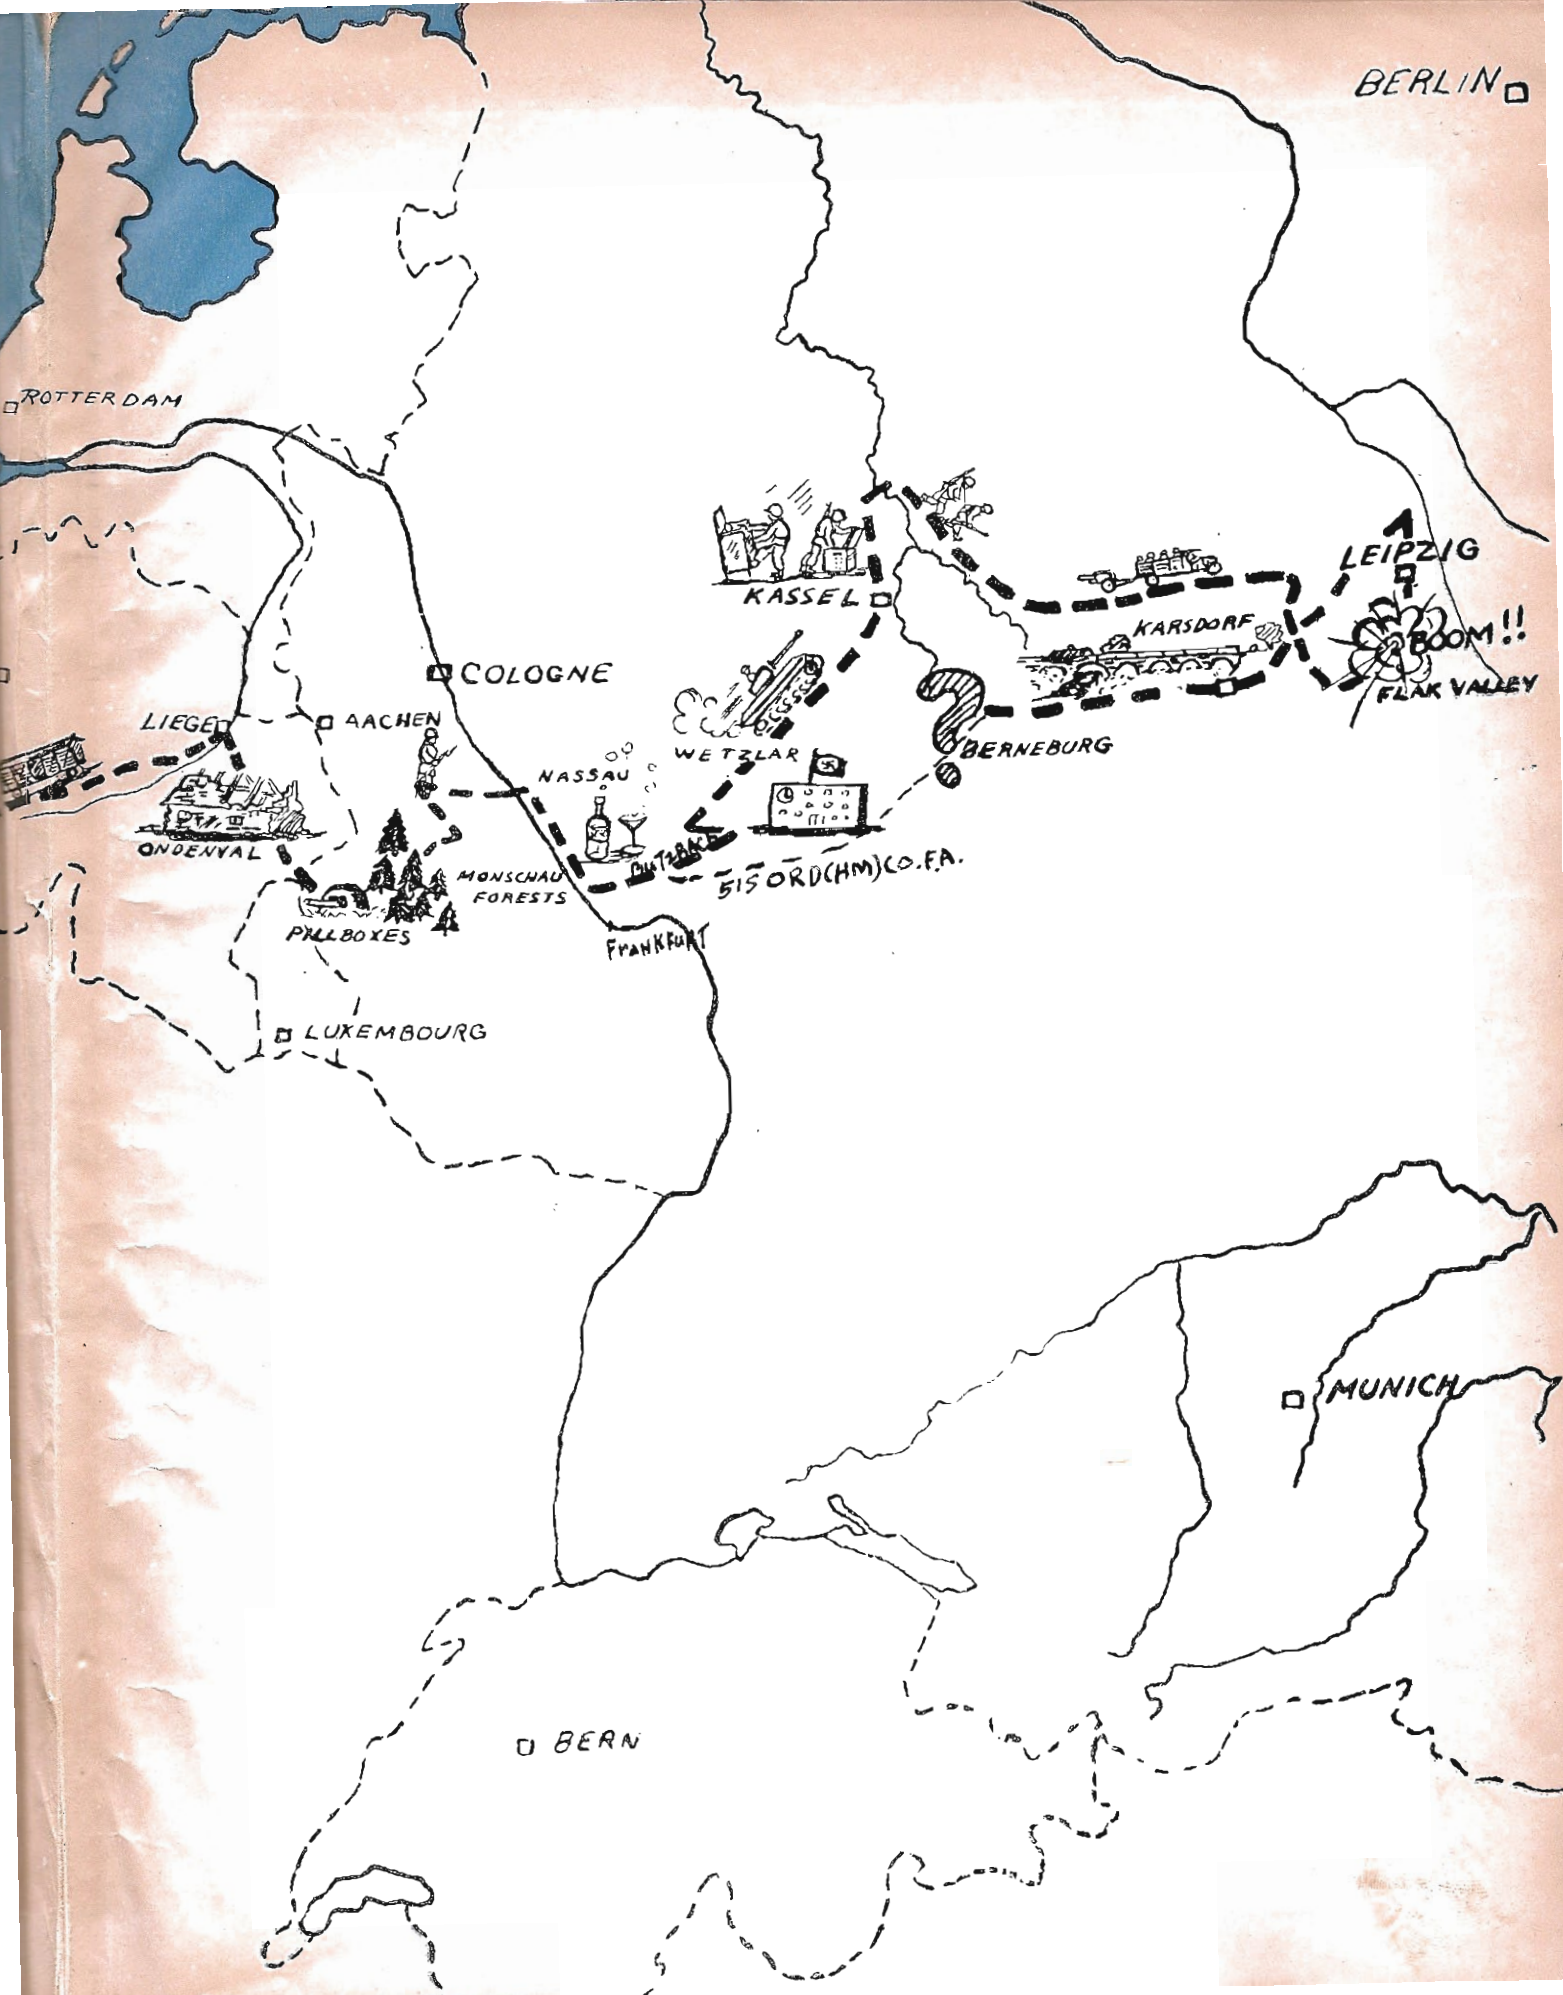 BERLIN
ROTTERDAM
LEIPZIG
KASSEL
KARSDORF
BOOM!!
FLAK VALLEY
COLOGNE
LIEGE
AACHEN
WETZLAR
BERNEBURG
NASSAU
ONDENVAL
BUTZBACH
MONSCHAU
FORESTS
515 ORD(HM)CO.F.A.
PILLBOXES
FRANKFURT
LUXEMBOURG
MUNICH
BERN